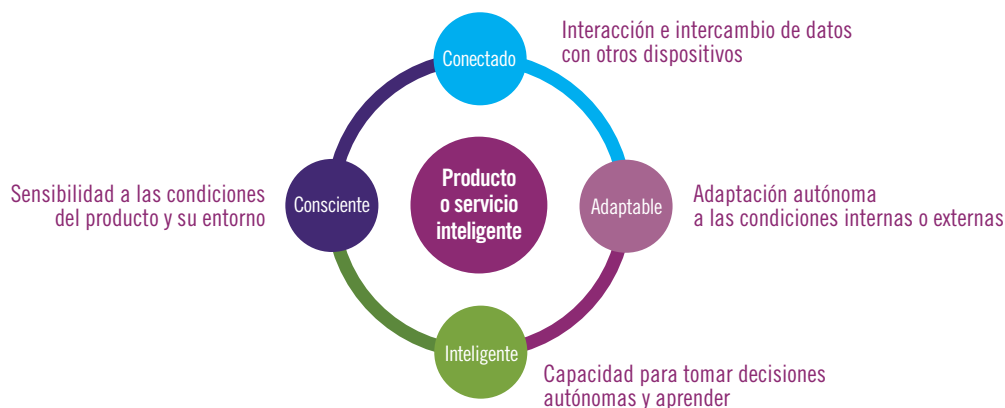 Conectado
Interacción e intercambio de datos
con otros dispositivos
Sensibilidad a las condiciones
del producto y su entorno
Consciente
Producto
o servicio
inteligente
Adaptable
Adaptación autónoma
a las condiciones internas o externas
Inteligente
Capacidad para tomar decisiones
autónomas y aprender